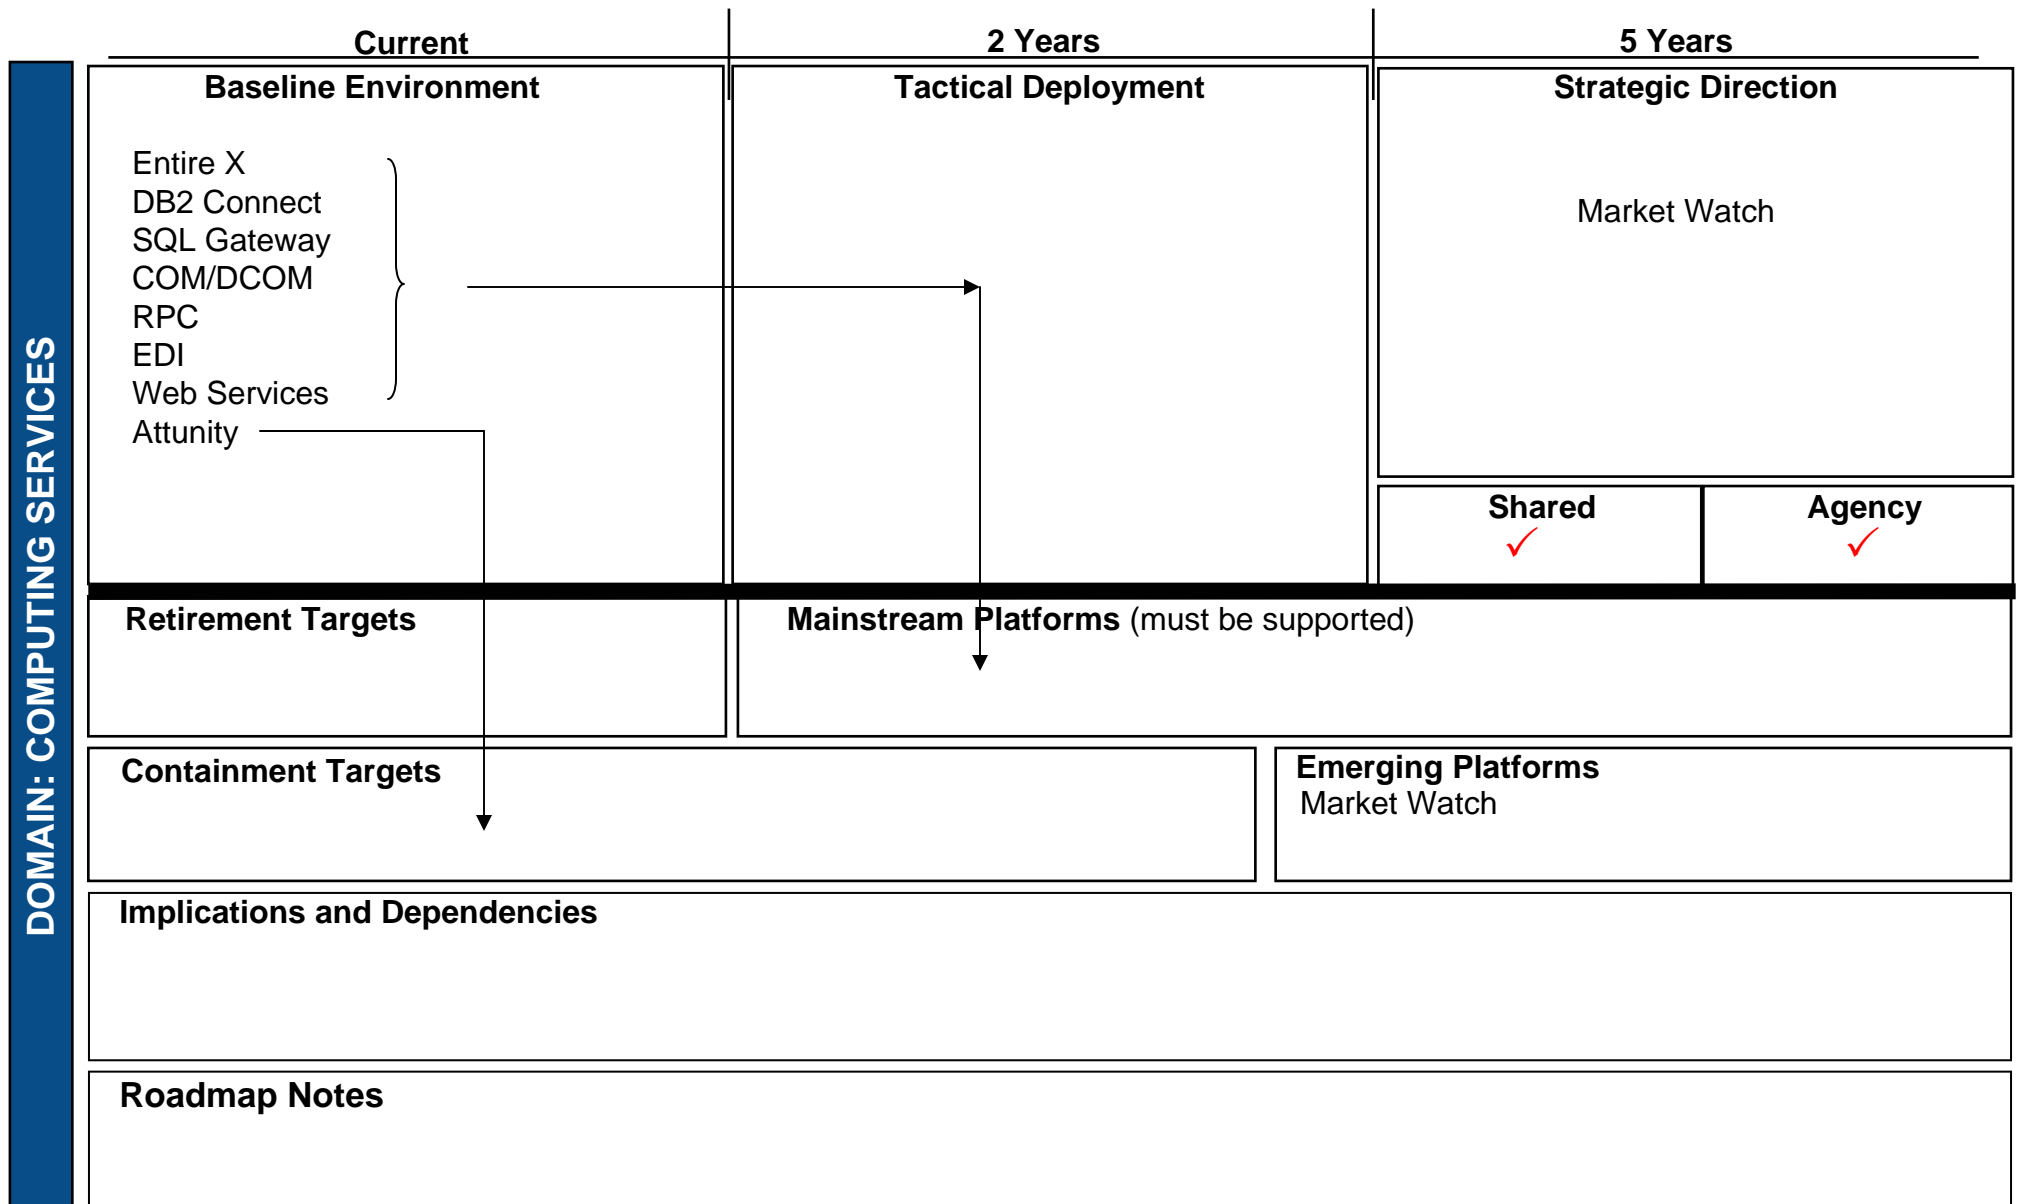 Current
2 Years
5 Years
DOMAIN: COMPUTING SERVICES
Baseline Environment
Entire X
DB2 Connect
SQL Gateway
COM/DCOM
RPC
EDI
Web Services
Attunity
Tactical Deployment
Strategic Direction
Market Watch
Shared
Agency
Retirement Targets
Mainstream Platforms (must be supported)
Containment Targets
Emerging Platforms
Market Watch
Implications and Dependencies
Roadmap Notes